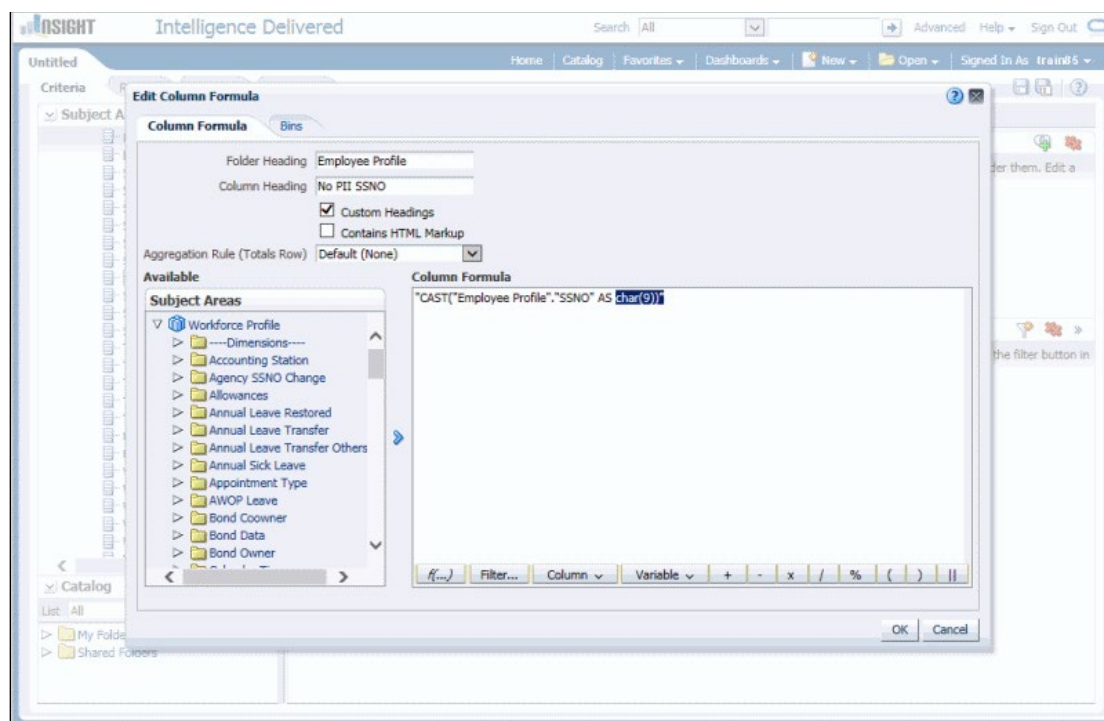 INSIGHT Intelligence Delivered Search All Advanced Help Sign Out
Untitled Home Catalog Favorites Dashboards New Open Signed In As train86
Criteria
Subject A
Edit Column Formula
Column Formula Bins
Folder Heading Employee Profile
Column Heading No PII SSNO
Custom Headings
Contains HTML Markup
Aggregation Rule (Totals Row) Default (None)
der them. Edit a
Available Column Formula
Subject Areas
"CAST("Employee Profile"."SSNO" AS char(9))"
Workforce Profile
----Dimensions----
Accounting Station
Agency SSNO Change
Allowances
Annual Leave Restored
Annual Leave Transfer
Annual Leave Transfer Others
Annual Sick Leave
Appointment Type
AWOP Leave
Bond Coowner
Bond Data
Bond Owner
the filter button in
f(...) Filter... Column Variable + - x / % ( ) ||
OK Cancel
Catalog
List All
My Folde
Shared Folders